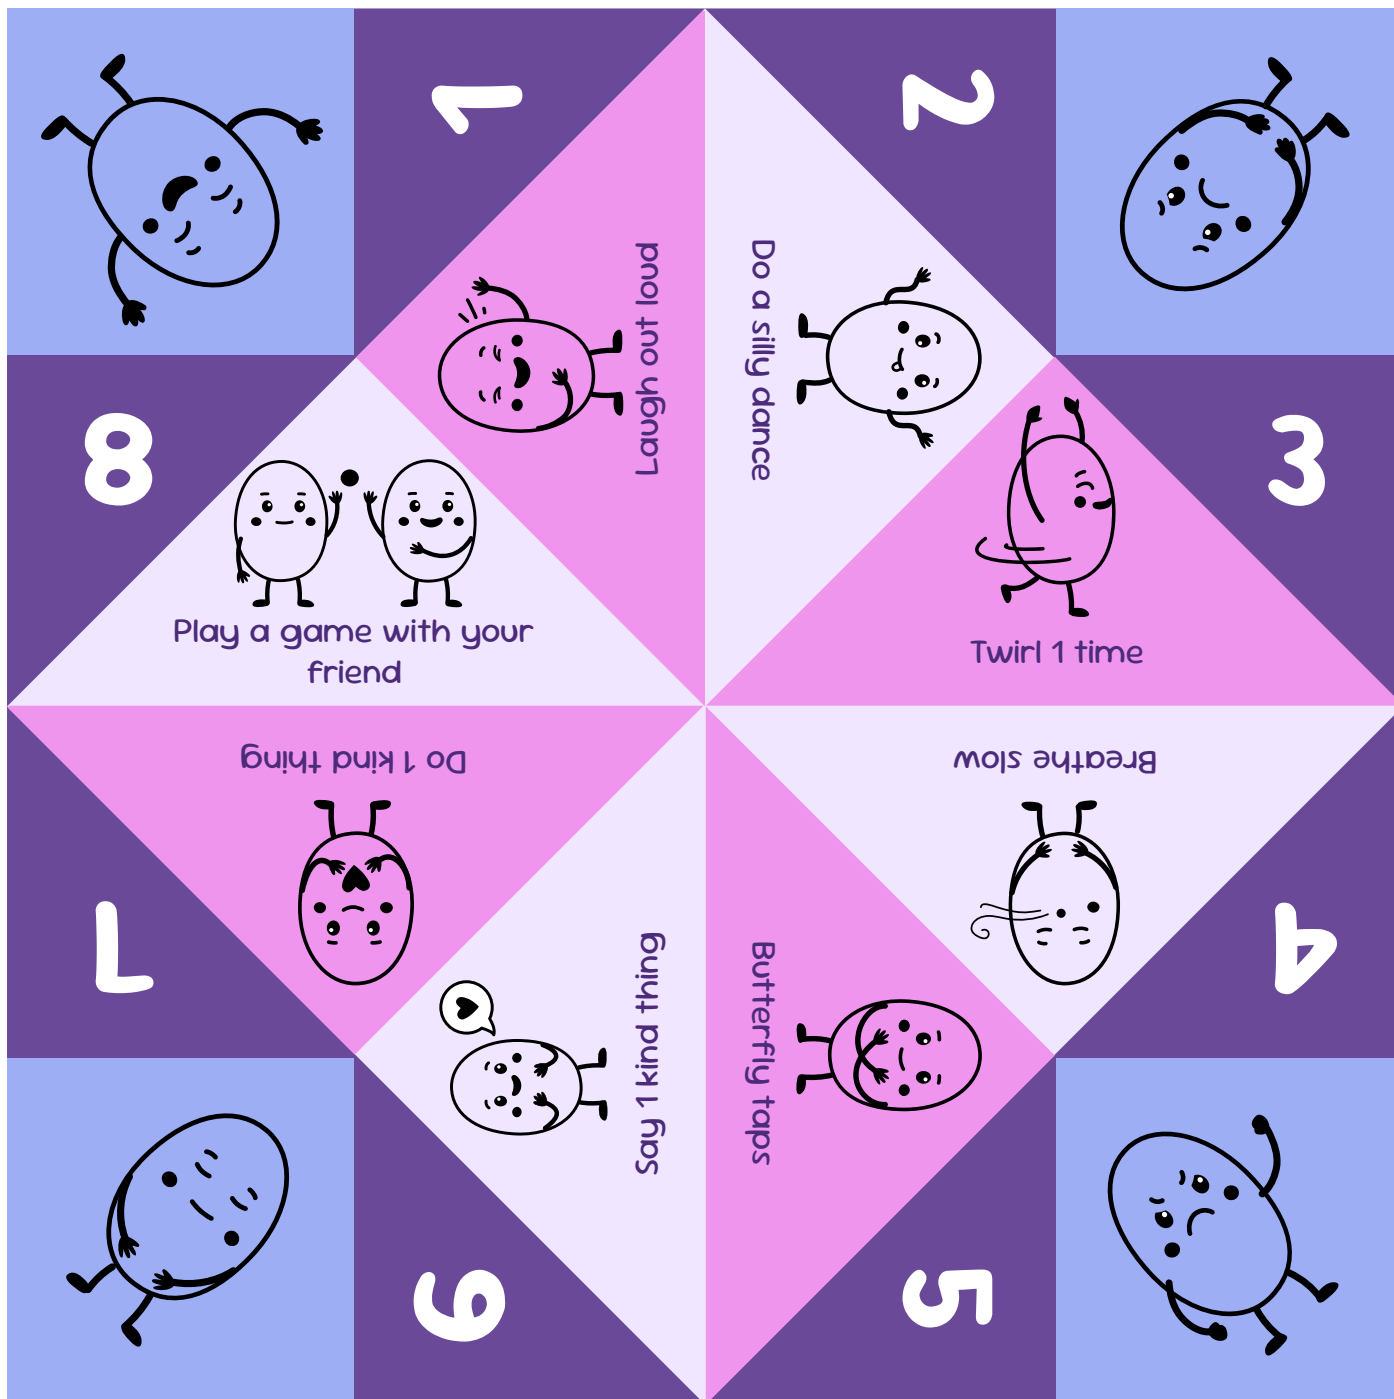 1
2
Laugh out loud
Do a silly dance
8
3
Play a game with your
friend
Twirl 1 time
Do 1 kind thing
Breathe slow
7
4
Say 1 kind thing
Butterfly taps
6
5